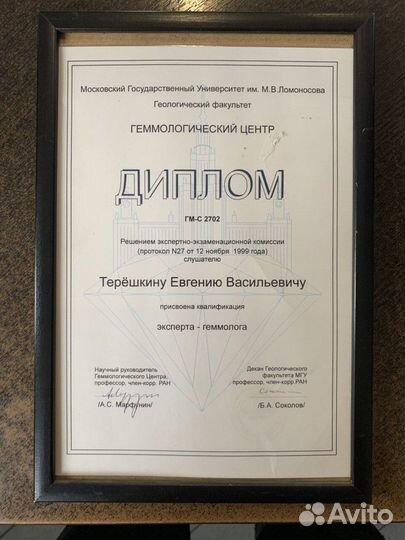 Московский Государственный Университет им. М.В.Ломоносова
Геологический факультет
ГЕММОЛОГИЧЕСКИЙ ЦЕНТР
ДИПЛОМ
ГМ-С 2702
Решением экспертно-экзаменационной комиссии
(протокол N27 от 12 ноября 1999 года)
слушателю
Терёшкину Евгению Васильевичу
присвоена квалификация
эксперта - геммолога
Научный руководитель
Геммологического Центра,
профессор, член-корр. РАН
/А.С. Марфунин/
Декан Геологического
факультета МГУ
профессор, член-корр.РАН
/Б.А. Соколов/
Avito